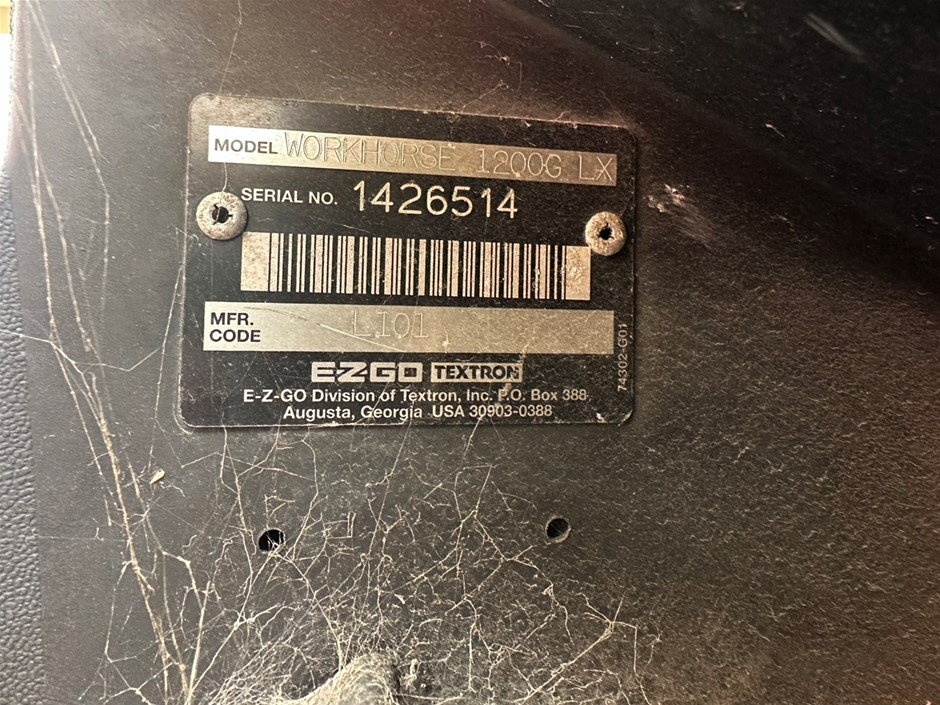 MODEL WORKHORSE 1200G LX
SERIAL NO. 1426514
MFR. CODE LI01
E-Z-GO TEXTRON
E-Z-GO Division of Textron, Inc. P.O. Box 388
Augusta, Georgia USA 30903-0388
74302-G01